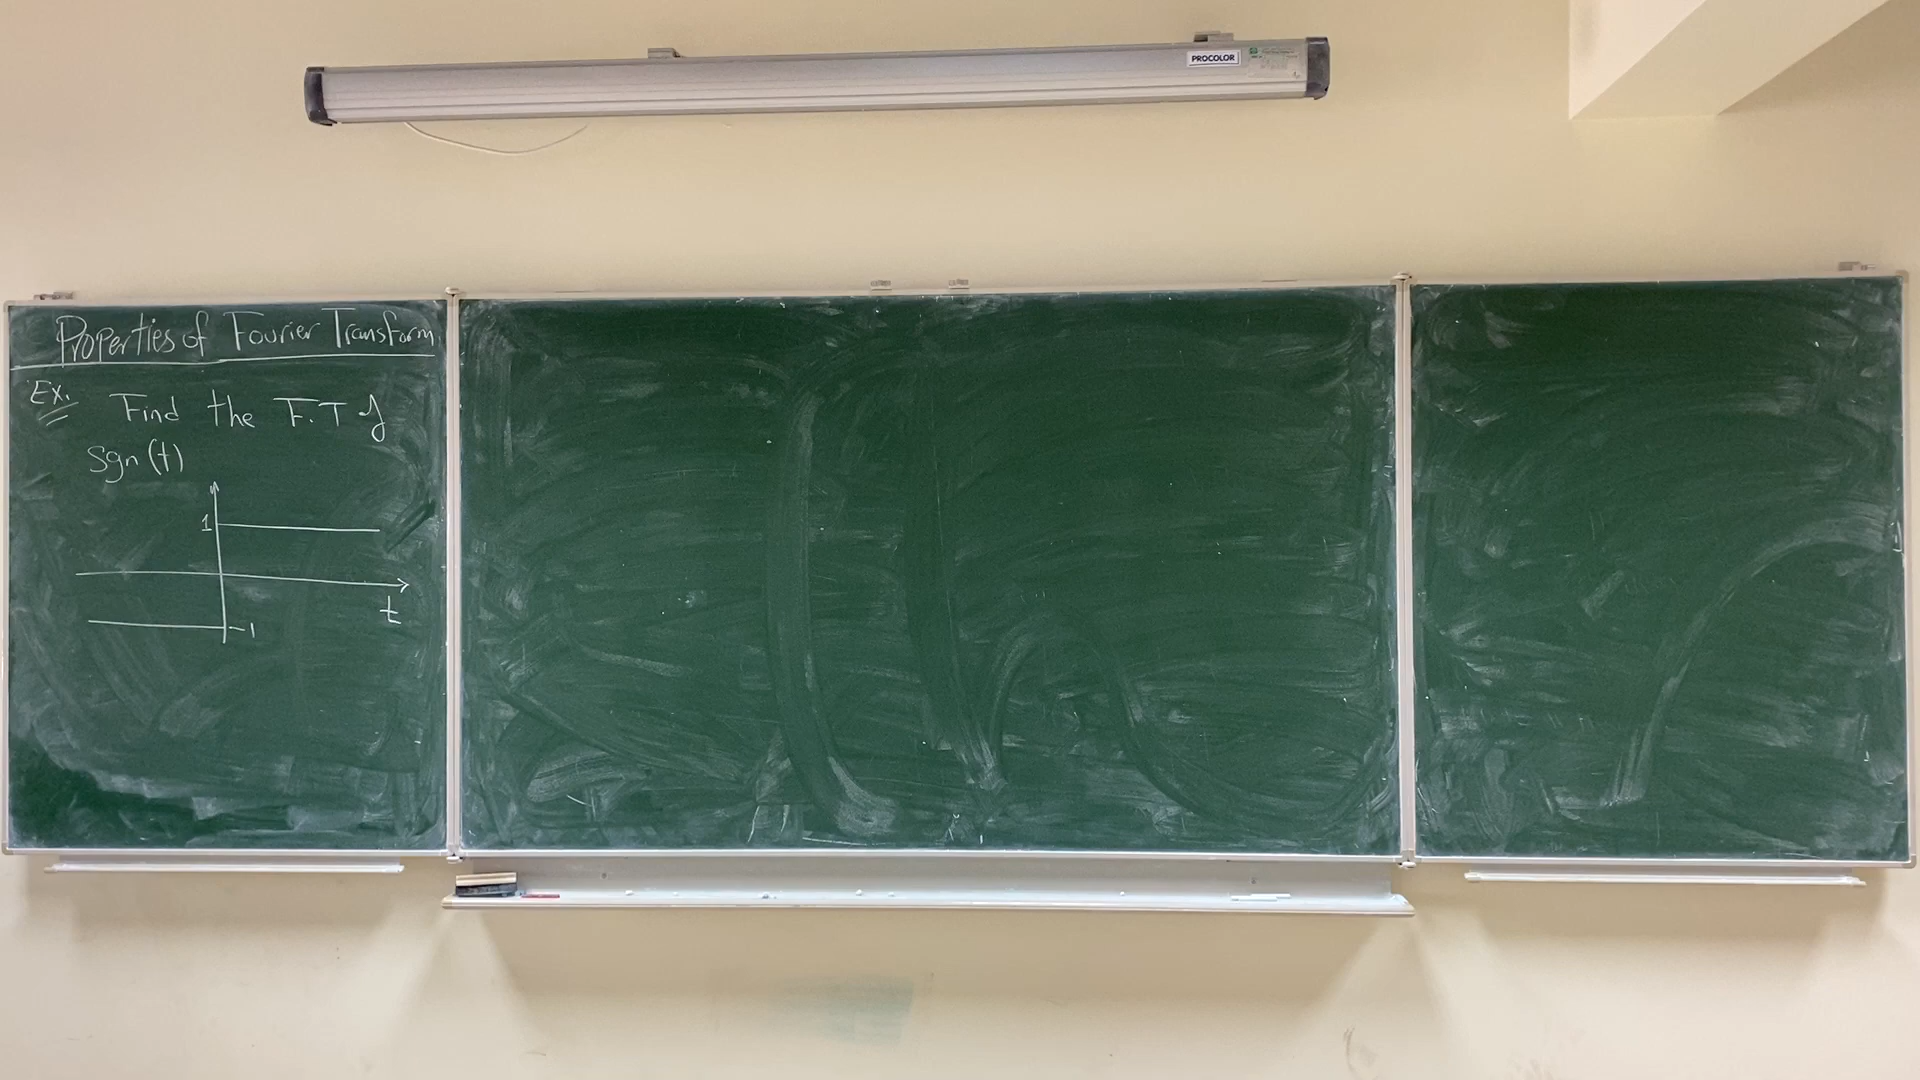 PROCOLOR
Properties of Fourier Transform
Ex.
Find the F.T of
sgn(t)
1
t
-1